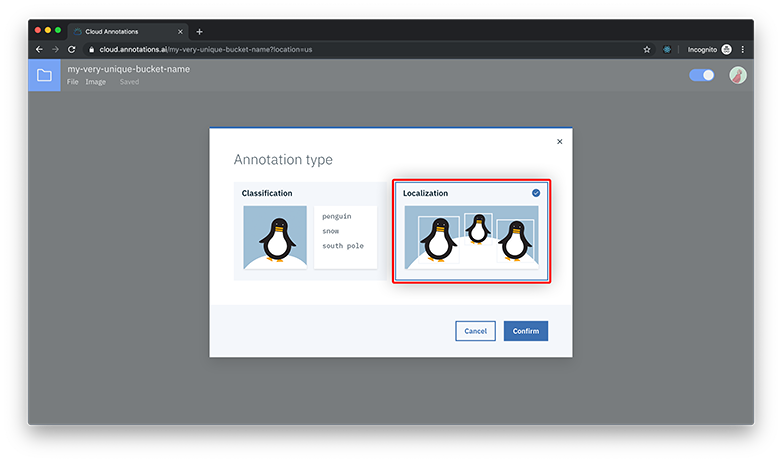 Cloud Annotations
cloud.annotations.ai/my-very-unique-bucket-name?location=us
Incognito
my-very-unique-bucket-name
File Image Saved
Annotation type
Classification
penguin
snow
south pole
Localization
Cancel Confirm